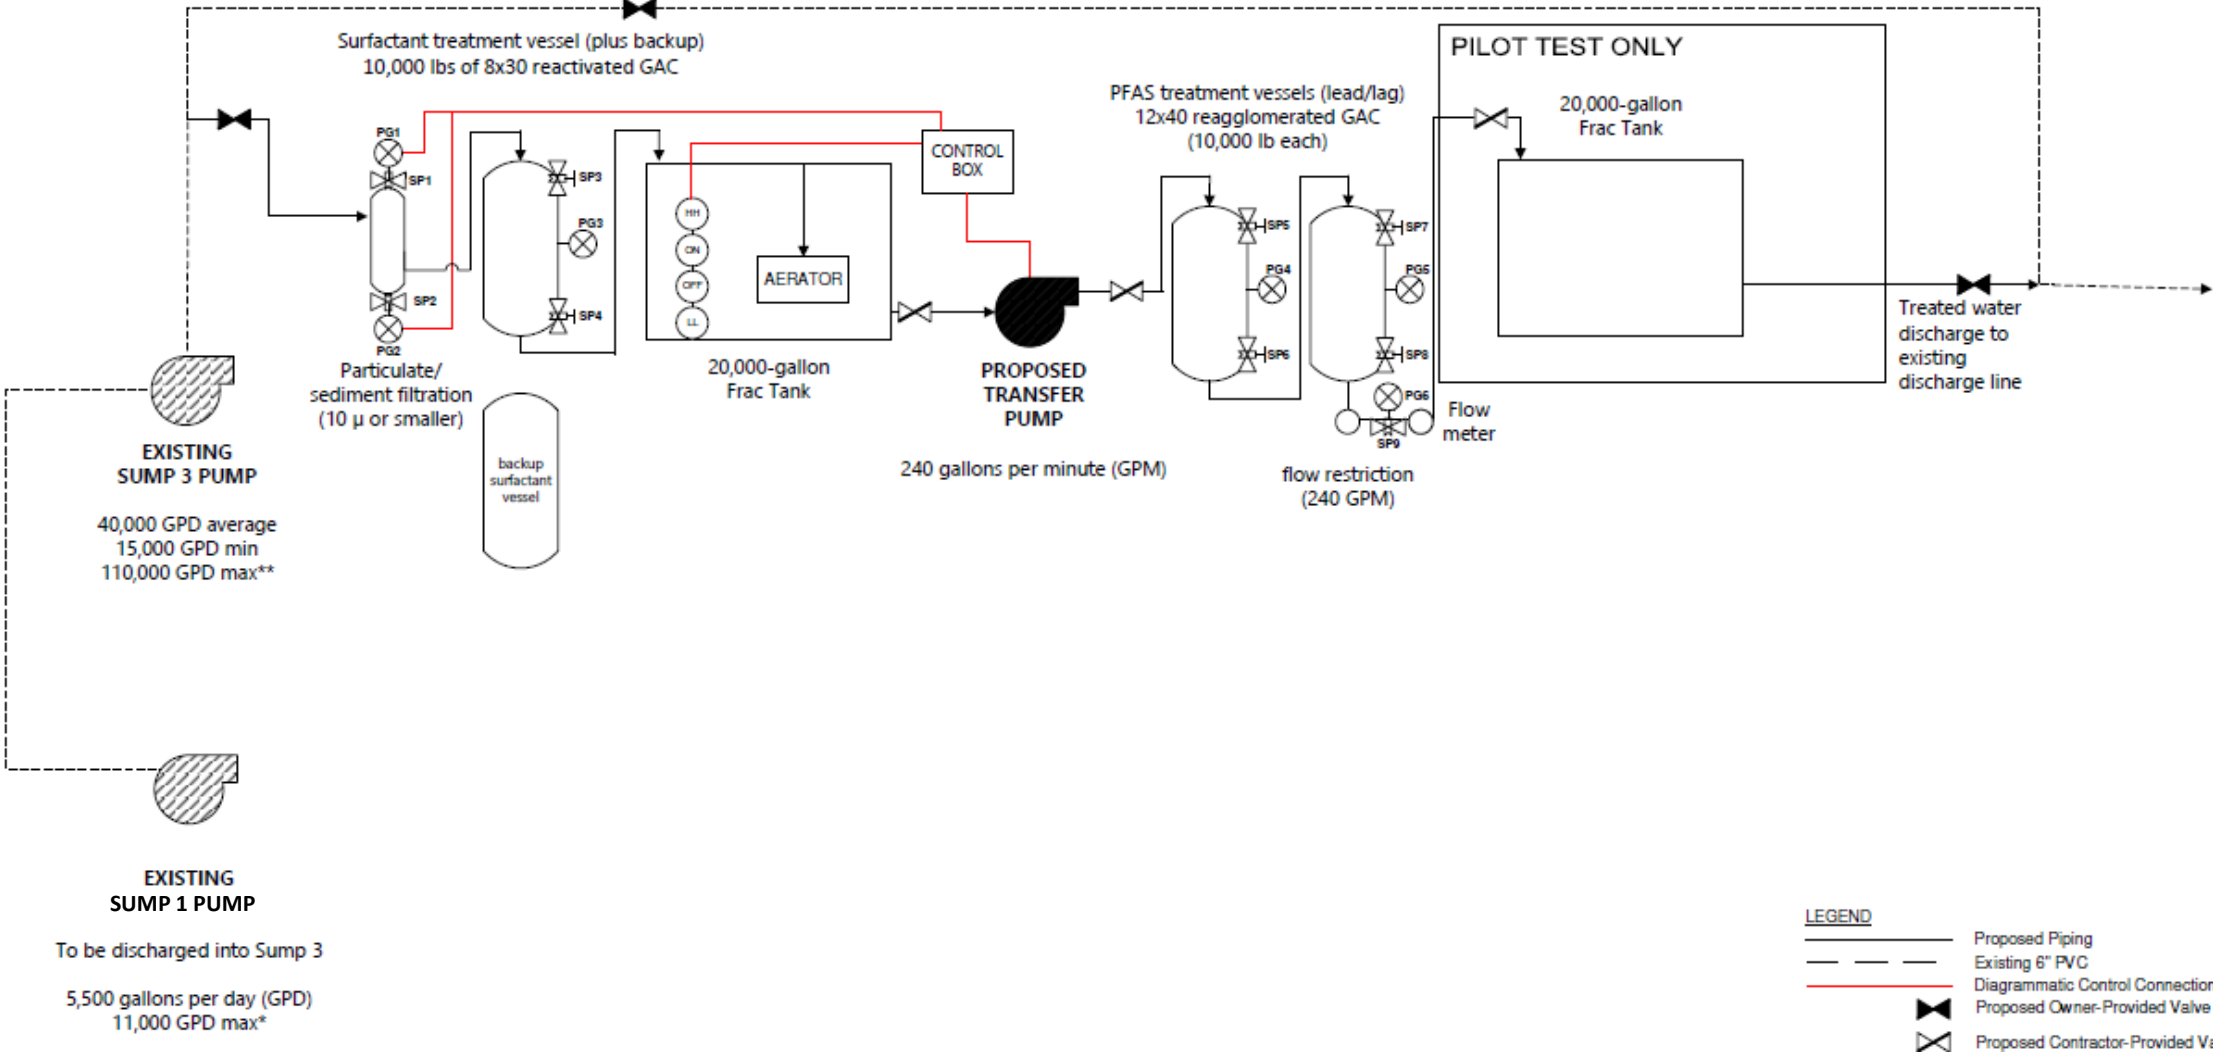 Surfactant treatment vessel (plus backup)
10,000 lbs of 8x30 reactivated GAC
PILOT TEST ONLY
PFAS treatment vessels (lead/lag)
12x40 reagglomerated GAC
(10,000 lb each)
20,000-gallon
Frac Tank
PG1
SP1
SP2
PG2
SP3
PG3
SP4
CONTROL
BOX
HH
ON
OFF
LL
AERATOR
SP5
PG4
SP6
SP7
PG5
SP8
PG6
SP9
Flow
meter
Treated water
discharge to
existing
discharge line
Particulate/
sediment filtration
(10 µ or smaller)
20,000-gallon
Frac Tank
PROPOSED
TRANSFER
PUMP
240 gallons per minute (GPM)
flow restriction
(240 GPM)
backup
surfactant
vessel
EXISTING
SUMP 3 PUMP
40,000 GPD average
15,000 GPD min
110,000 GPD max**
EXISTING
SUMP 1 PUMP
To be discharged into Sump 3
5,500 gallons per day (GPD)
11,000 GPD max*
LEGEND
Proposed Piping
Existing 6" PVC
Diagrammatic Control Connection
Proposed Owner-Provided Valve
Proposed Contractor-Provided Va